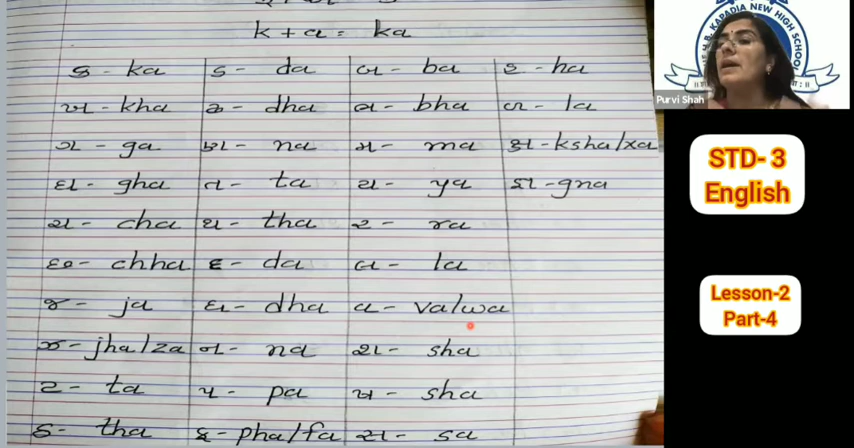 k + a = ka
ક - ka ડ - da બ - ba હ - ha
ખ - kha ઢ - dha ભ - bha ળ - la
ગ - ga ણ - na મ - ma ક્ષ - ksha/xa
ઘ - gha ત - ta ય - ya જ્ઞ - gna
ચ - cha થ - tha ર - ra
છ - chha દ - da લ - la
જ - ja ધ - dha વ - va/wa
ઝ - jha/za ન - na શ - sha
ટ - ta પ - pa ષ - sha
ઠ - tha ફ - pha/fa સ - sa
Purvi Shah
STD- 3
English
Lesson-2
Part-4